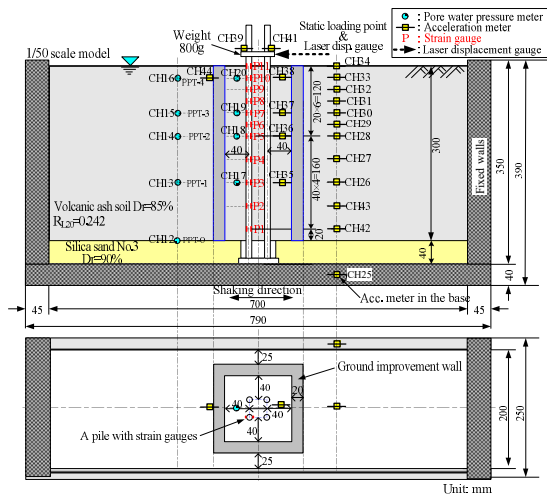 CH39
CH41
Weight
800g
Static loading point
&
Laser disp. gauge
: Pore water pressure meter
: Acceleration meter
P : Strain gauge
: Laser displacement gauge
1/50 scale model
CH34
CH16
PPT-4
CH44
CH20
P10
CH38
CH33
P9
CH32
P8
CH31
CH15
PPT-3
CH19
P7
CH37
CH30
P6
CH29
CH14
PPT-2
CH18
P5
CH36
CH28
20×6=120
40
40
P4
CH27
CH13
PPT-1
CH17
P3
CH35
CH26
40×4=160
300
Fixed walls
350
390
P2
CH43
Volcanic ash soil Dr=85%
RL20=0.242
P1
CH42
20
CH12
PPT-0
Silica sand No.3
Dr=90%
40
CH25
40
Shaking direction
Acc. meter in the base
45
700
45
790
25
Ground improvement wall
40
20
40
40
40
A pile with strain gauges
25
200
250
Unit: mm